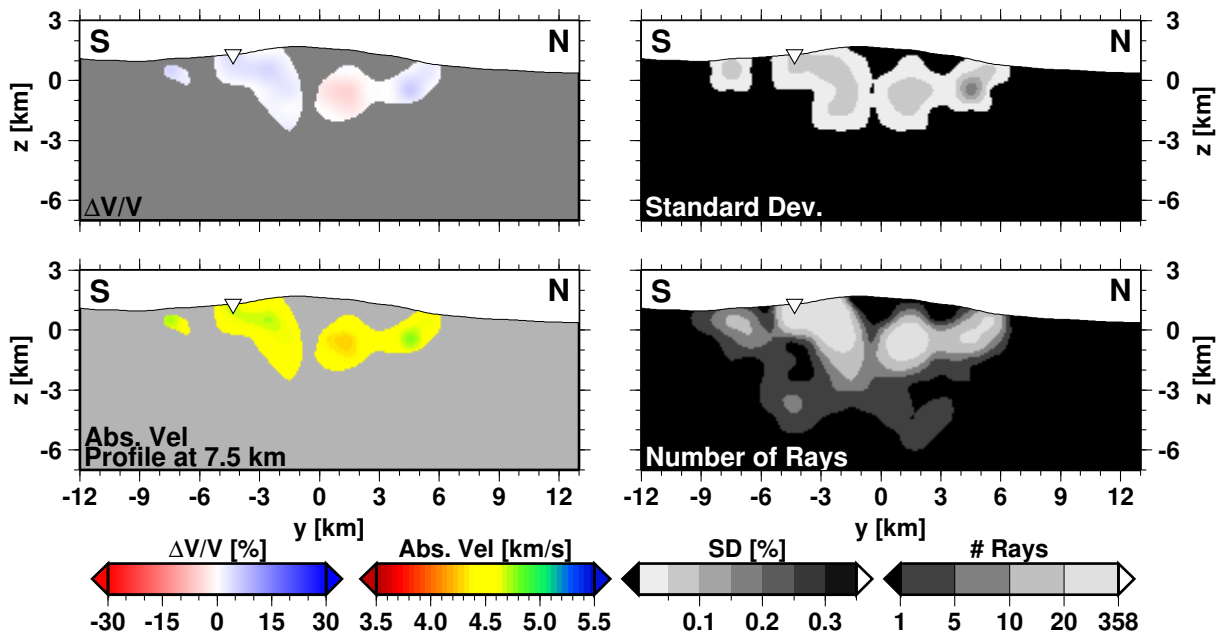 3
3
S
N
S
N
0
0
z [km]
z [km]
-3
-3
-6
-6
ΔV/V
Standard Dev.
3
3
S
N
S
N
0
0
z [km]
z [km]
-3
-3
Abs. Vel
-6
-6
Profile at 7.5 km
Number of Rays
-12 -9 -6 -3 0 3 6 9 12
-12 -9 -6 -3 0 3 6 9 12
y [km]
y [km]
ΔV/V [%]
Abs. Vel [km/s]
SD [%]
# Rays
-30 -15 0 15 30
3.5 4.0 4.5 5.0 5.5
0.1 0.2 0.3
1 5 10 20 358